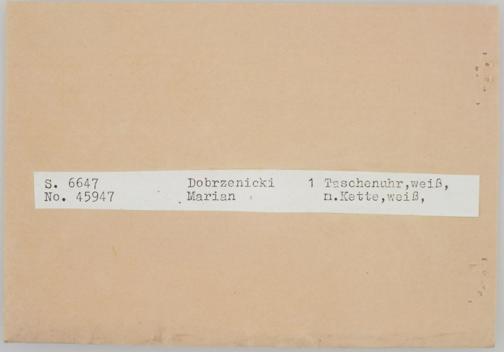 S. 6647 Dobrzenicki 1 Taschenuhr,weiß,
No. 45947 Marian n.Kette,weiß,